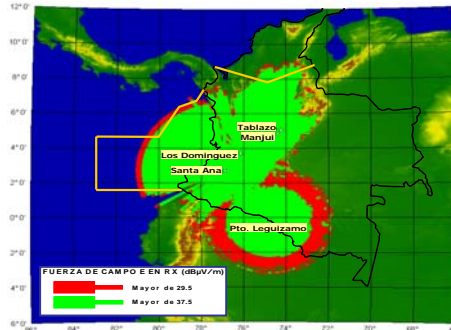 12°0'
10°0'
8°0'
6°0'
4°0'
2°0'
0°0'
-2°0'
-4°0'
-6°0'
Tablazo
Manjui
Los Dominguez
Santa Ana
Pto. Leguizamo
FUERZA DE CAMPO E EN RX (dBµV/m)
Mayor de 29.5
Mayor de 37.5